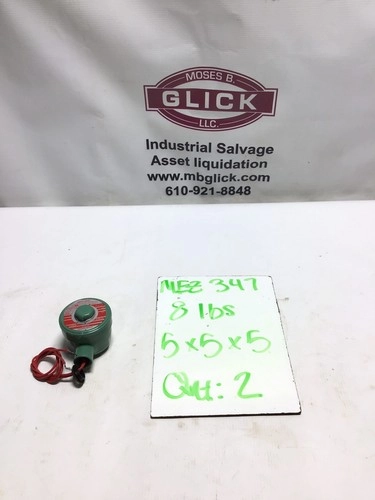 MOSES B.
GLICK
LLC.
Industrial Salvage
Asset liquidation
www.mbglick.com
610-921-8848
MEZ 347
8 lbs
5x5x5
Qnt: 2